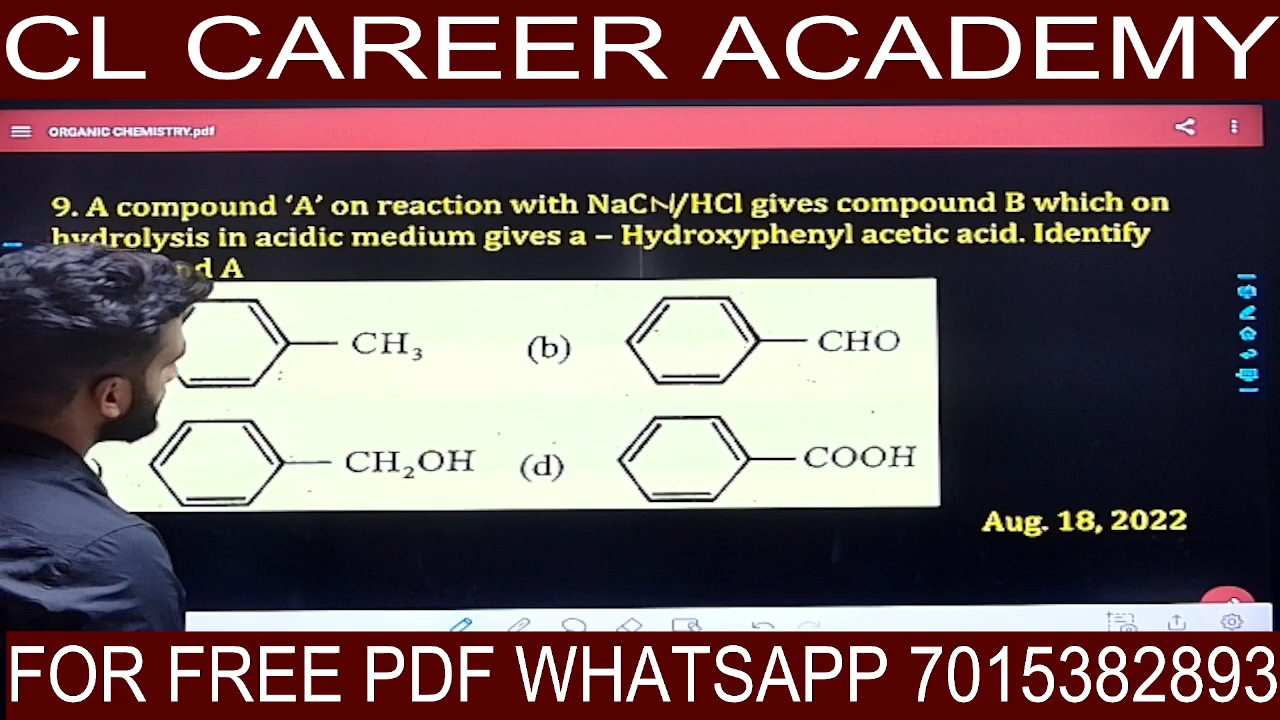 CL CAREER ACADEMY
ORGANIC CHEMISTRY.pdf
9. A compound ‘A’ on reaction with NaCN/HCl gives compound B which on
hydrolysis in acidic medium gives a – Hydroxyphenyl acetic acid. Identify
A
CH₃ (b) CHO
CH₂OH (d) COOH
Aug. 18, 2022
FOR FREE PDF WHATSAPP 7015382893